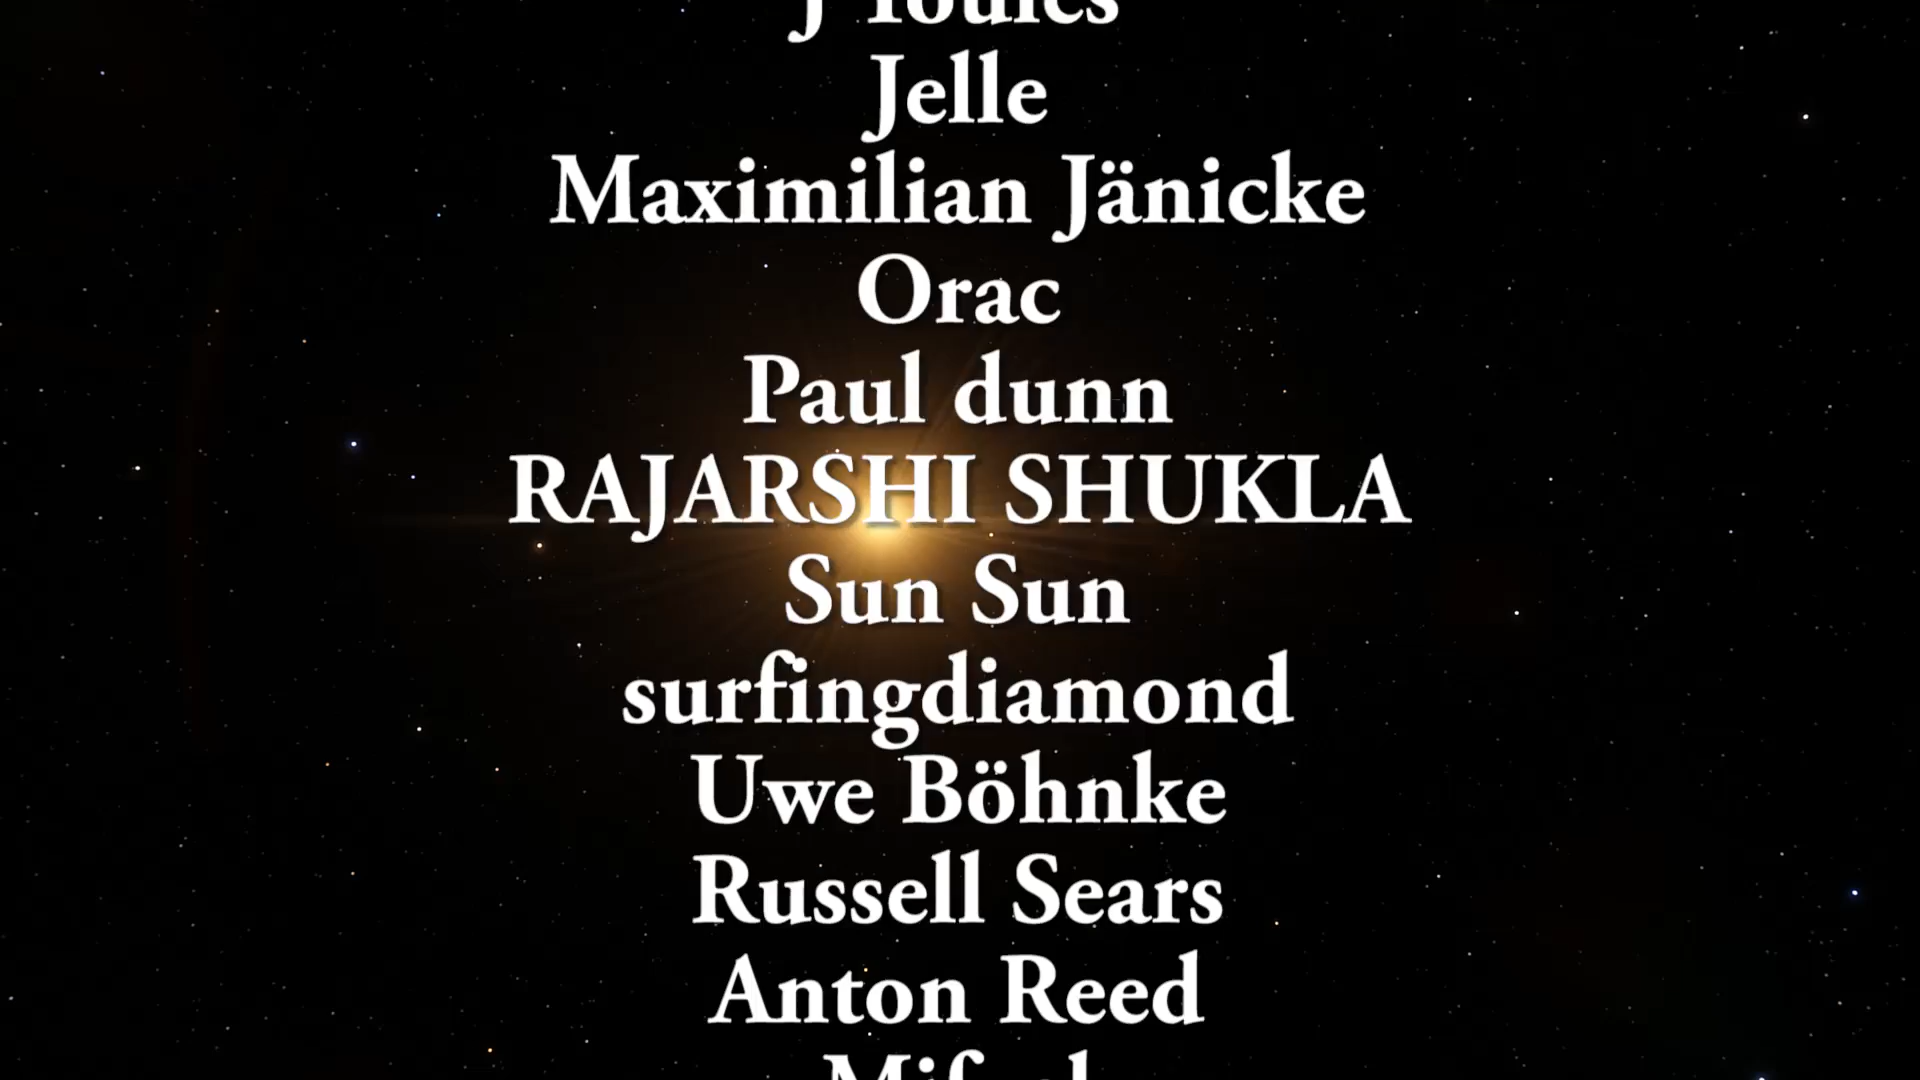 Jelle
Maximilian Jänicke
Orac
Paul dunn
RAJARSHI SHUKLA
Sun Sun
surfingdiamond
Uwe Böhnke
Russell Sears
Anton Reed